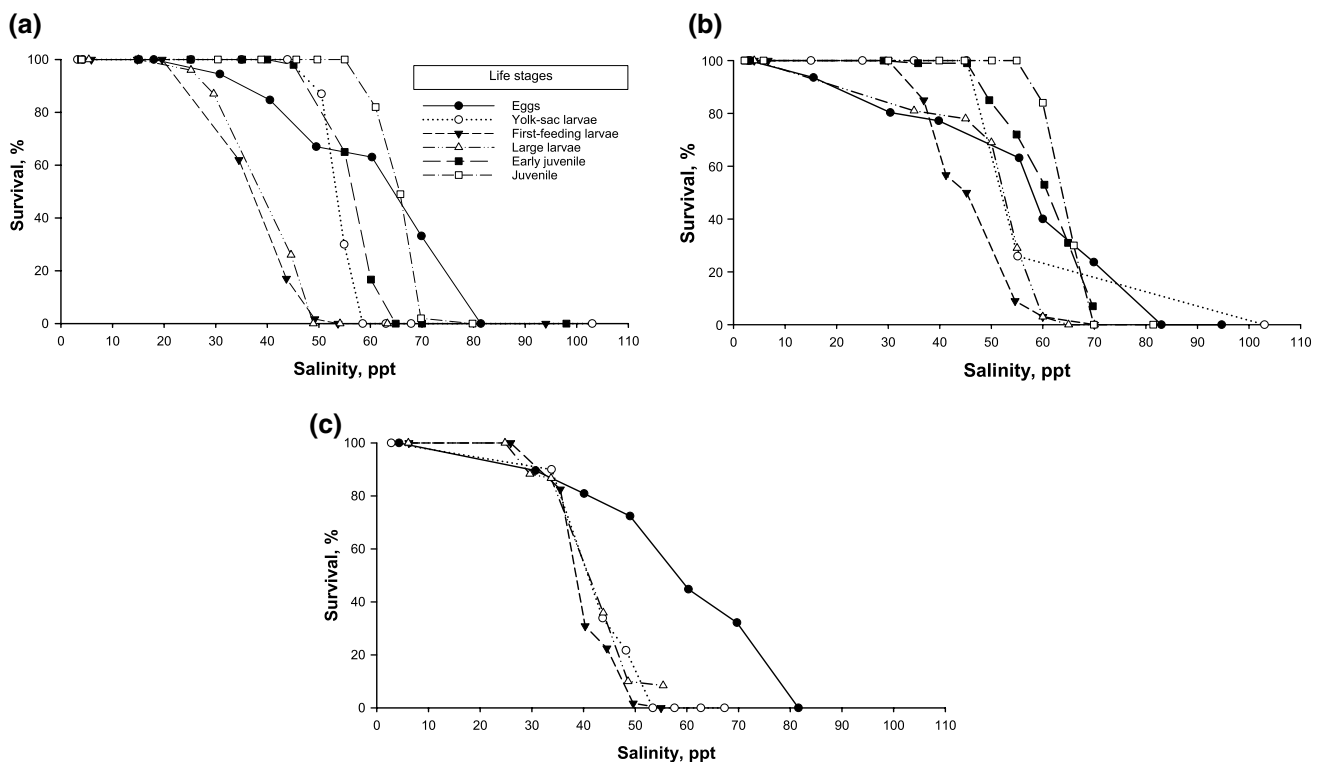 (a)
100
80
60
40
20
0
Survival, %
0 10 20 30 40 50 60 70 80 90 100 110
Salinity, ppt
Life stages
Eggs
Yolk-sac larvae
First-feeding larvae
Large larvae
Early juvenile
Juvenile
(b)
100
80
60
40
20
0
Survival, %
0 10 20 30 40 50 60 70 80 90 100 110
Salinity, ppt
(c)
100
80
60
40
20
0
Survival, %
0 10 20 30 40 50 60 70 80 90 100 110
Salinity, ppt